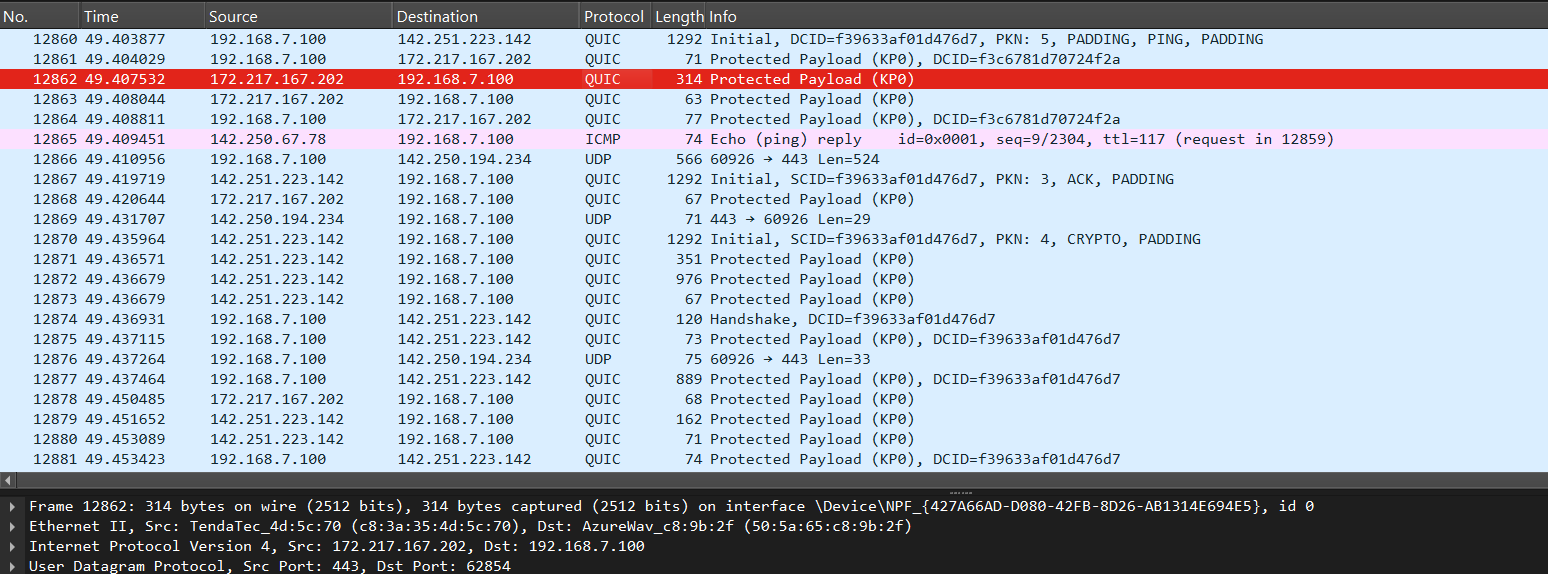 No. Time Source Destination Protocol Length Info
12860 49.403877 192.168.7.100 142.251.223.142 QUIC 1292 Initial, DCID=f39633af01d476d7, PKN: 5, PADDING, PING, PADDING
12861 49.404029 192.168.7.100 172.217.167.202 QUIC 71 Protected Payload (KP0), DCID=f3c6781d70724f2a
12862 49.407532 172.217.167.202 192.168.7.100 QUIC 314 Protected Payload (KP0)
12863 49.408044 172.217.167.202 192.168.7.100 QUIC 63 Protected Payload (KP0)
12864 49.408811 192.168.7.100 172.217.167.202 QUIC 77 Protected Payload (KP0), DCID=f3c6781d70724f2a
12865 49.409451 142.250.67.78 192.168.7.100 ICMP 74 Echo (ping) reply id=0x0001, seq=9/2304, ttl=117 (request in 12859)
12866 49.410956 192.168.7.100 142.250.194.234 UDP 566 60926 → 443 Len=524
12867 49.419719 142.251.223.142 192.168.7.100 QUIC 1292 Initial, SCID=f39633af01d476d7, PKN: 3, ACK, PADDING
12868 49.420644 172.217.167.202 192.168.7.100 QUIC 67 Protected Payload (KP0)
12869 49.431707 142.250.194.234 192.168.7.100 UDP 71 443 → 60926 Len=29
12870 49.435964 142.251.223.142 192.168.7.100 QUIC 1292 Initial, SCID=f39633af01d476d7, PKN: 4, CRYPTO, PADDING
12871 49.436571 142.251.223.142 192.168.7.100 QUIC 351 Protected Payload (KP0)
12872 49.436679 142.251.223.142 192.168.7.100 QUIC 976 Protected Payload (KP0)
12873 49.436679 142.251.223.142 192.168.7.100 QUIC 67 Protected Payload (KP0)
12874 49.436931 192.168.7.100 142.251.223.142 QUIC 120 Handshake, DCID=f39633af01d476d7
12875 49.437115 192.168.7.100 142.251.223.142 QUIC 73 Protected Payload (KP0), DCID=f39633af01d476d7
12876 49.437264 192.168.7.100 142.250.194.234 UDP 75 60926 → 443 Len=33
12877 49.437464 192.168.7.100 142.251.223.142 QUIC 889 Protected Payload (KP0), DCID=f39633af01d476d7
12878 49.450485 172.217.167.202 192.168.7.100 QUIC 68 Protected Payload (KP0)
12879 49.451652 142.251.223.142 192.168.7.100 QUIC 162 Protected Payload (KP0)
12880 49.453089 142.251.223.142 192.168.7.100 QUIC 71 Protected Payload (KP0)
12881 49.453423 192.168.7.100 142.251.223.142 QUIC 74 Protected Payload (KP0), DCID=f39633af01d476d7
Frame 12862: 314 bytes on wire (2512 bits), 314 bytes captured (2512 bits) on interface \Device\NPF_{427A66AD-D080-42FB-8D26-AB1314E694E5}, id 0
Ethernet II, Src: TendaTec_4d:5c:70 (c8:3a:35:4d:5c:70), Dst: AzureWav_c8:9b:2f (50:5a:65:c8:9b:2f)
Internet Protocol Version 4, Src: 172.217.167.202, Dst: 192.168.7.100
User Datagram Protocol, Src Port: 443, Dst Port: 62854